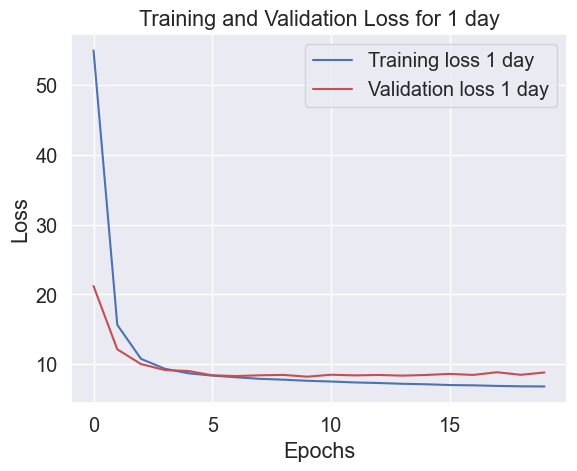 Training and Validation Loss for 1 day
Training loss 1 day
Validation loss 1 day
Loss
50
40
30
20
10
0
5
10
15
Epochs